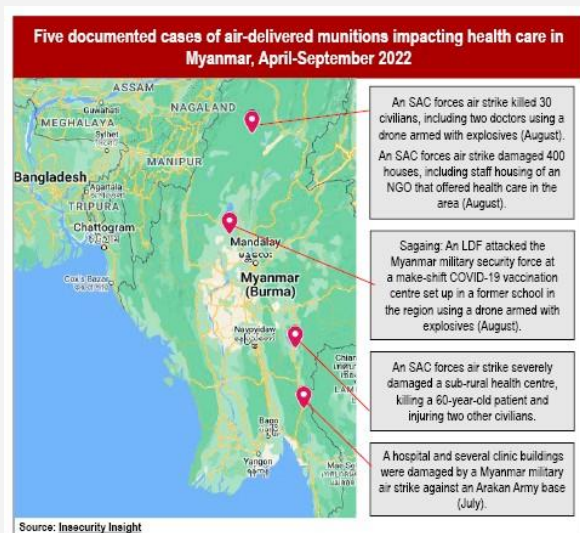 Five documented cases of air-delivered munitions impacting health care in
Myanmar, April-September 2022
ASSAM
Guwahati
NAGALAND
MEGHALAYA
Sylhet
MANIPUR
Bangladesh
Agartala
TRIPURA
Chattogram
Cox's Bazar
Mandalay
Myanmar
(Burma)
Naypyidaw
Chian
Bago
Yangon
An SAC forces air strike killed 30
civilians, including two doctors using a
drone armed with explosives (August).
An SAC forces air strike damaged 400
houses, including staff housing of an
NGO that offered health care in the
area (August).
Sagaing: An LDF attacked the
Myanmar military security force at
a make-shift COVID-19 vaccination
centre set up in a former school in
the region using a drone armed with
explosives (August).
An SAC forces air strike severely
damaged a sub-rural health centre,
killing a 60-year-old patient and
injuring two other civilians.
A hospital and several clinic buildings
were damaged by a Myanmar military
air strike against an Arakan Army base
(July).
Source: Insecurity Insight